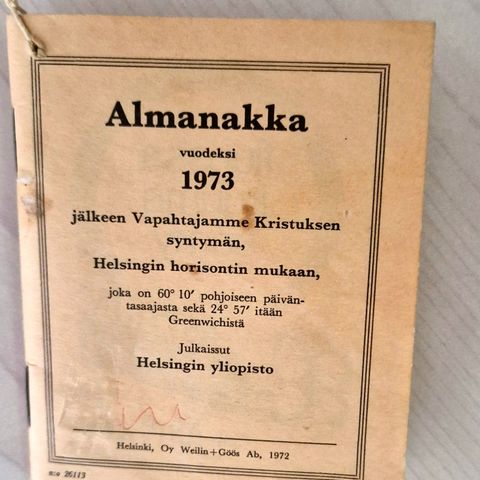 Almanakka
vuodeksi
1973
jälkeen Vapahtajamme Kristuksen
syntymän,
Helsingin horisontin mukaan,
joka on 60° 10′ pohjoiseen päivän-
tasaajasta sekä 24° 57′ itään
Greenwichistä
Julkaissut
Helsingin yliopisto
Helsinki, Oy Weilin+Göös Ab, 1972
n:o 26113